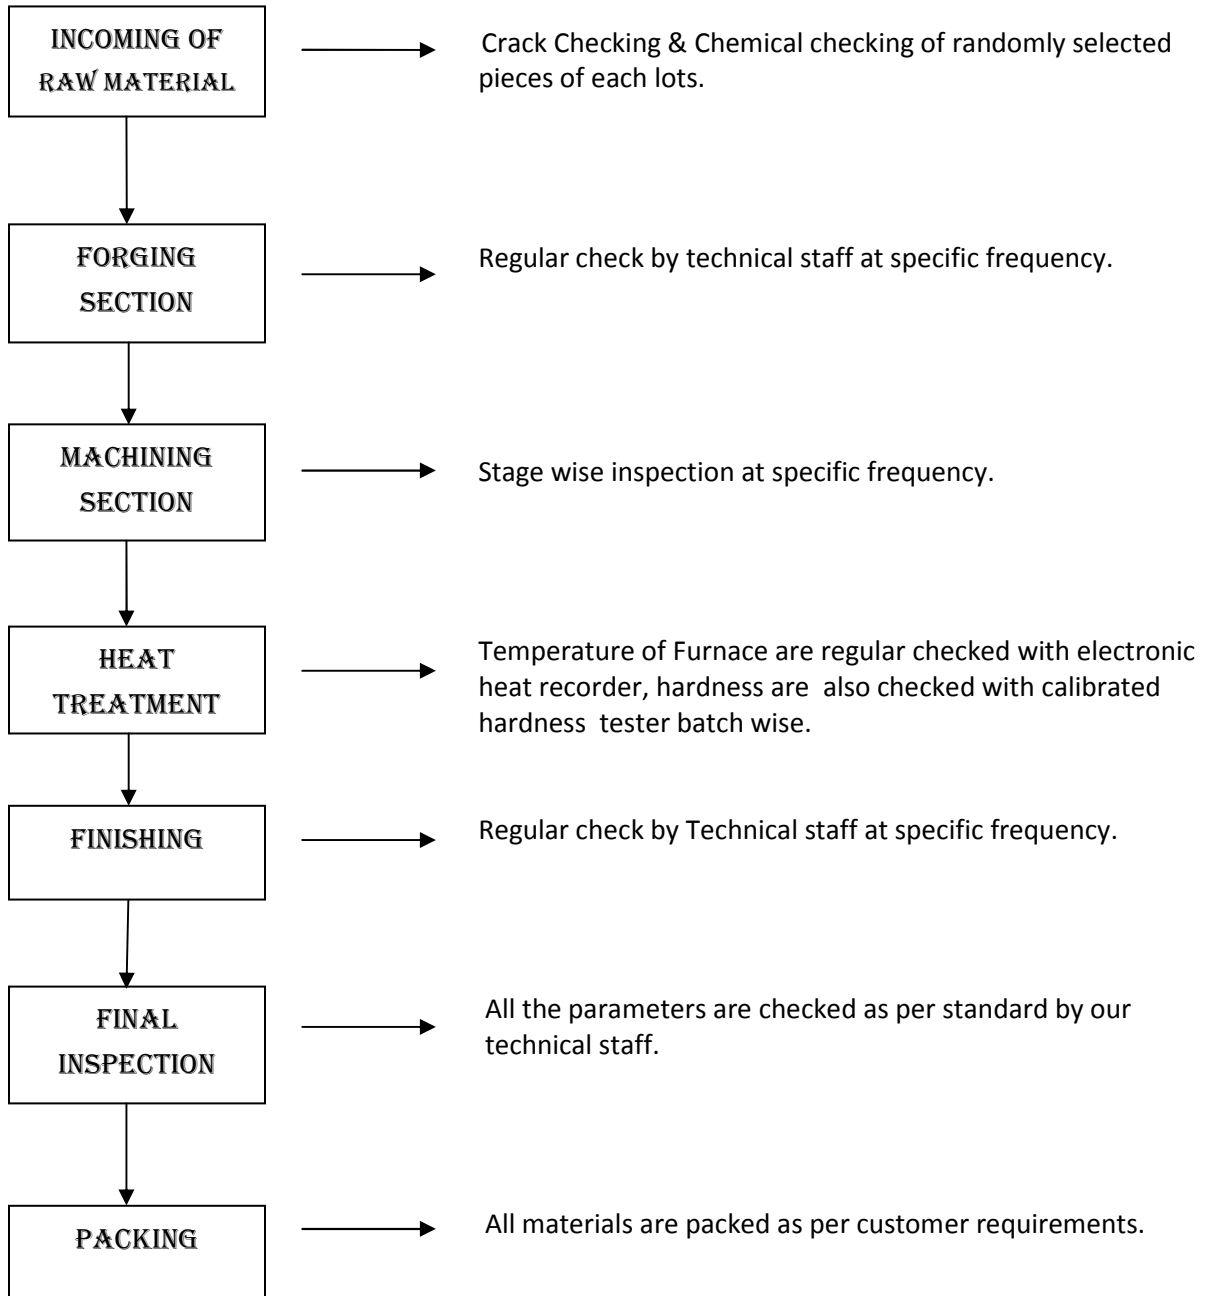 INCOMING OF
RAW MATERIAL
Crack Checking & Chemical checking of randomly selected
pieces of each lots.
FORGING
SECTION
Regular check by technical staff at specific frequency.
MACHINING
SECTION
Stage wise inspection at specific frequency.
HEAT
TREATMENT
Temperature of Furnace are regular checked with electronic
heat recorder, hardness are  also checked with calibrated
hardness  tester batch wise.
FINISHING
Regular check by Technical staff at specific frequency.
FINAL
INSPECTION
All the parameters are checked as per standard by our
technical staff.
PACKING
All materials are packed as per customer requirements.